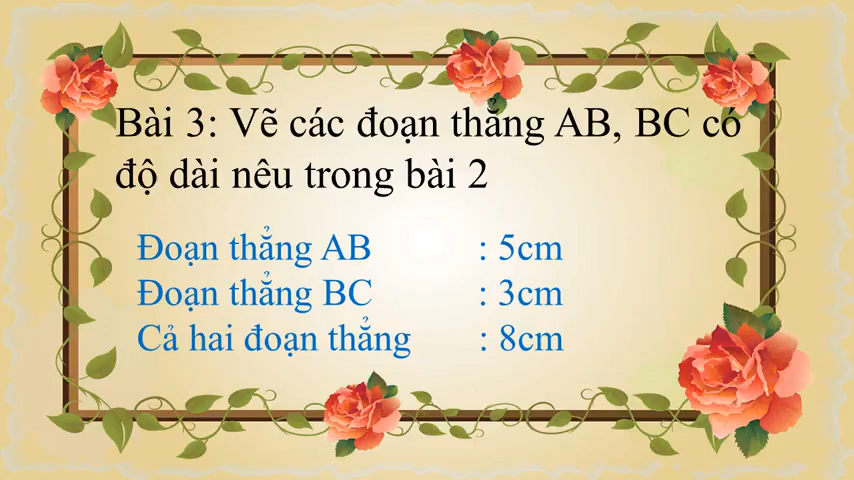 Bài 3: Vẽ các đoạn thẳng AB, BC có
độ dài nêu trong bài 2
Đoạn thẳng AB : 5cm
Đoạn thẳng BC : 3cm
Cả hai đoạn thẳng : 8cm